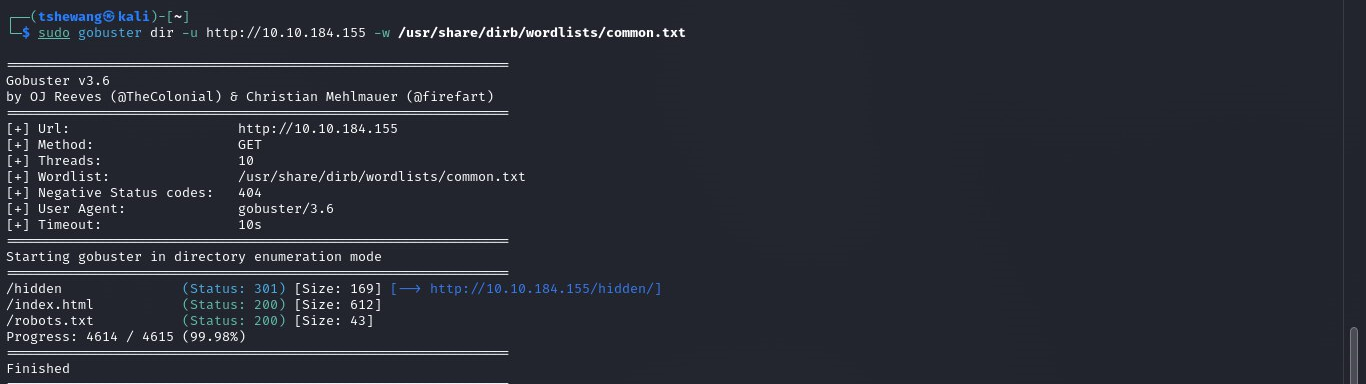 ┌──(tshewang㉿kali)-[~]
└─$ sudo gobuster dir -u http://10.10.184.155 -w /usr/share/dirb/wordlists/common.txt
===============================================================
Gobuster v3.6
by OJ Reeves (@TheColonial) & Christian Mehlmauer (@firefart)
===============================================================
[+] Url:                     http://10.10.184.155
[+] Method:                  GET
[+] Threads:                 10
[+] Wordlist:                /usr/share/dirb/wordlists/common.txt
[+] Negative Status codes:   404
[+] User Agent:              gobuster/3.6
[+] Timeout:                 10s
===============================================================
Starting gobuster in directory enumeration mode
===============================================================
/hidden               (Status: 301) [Size: 169] [--> http://10.10.184.155/hidden/]
/index.html           (Status: 200) [Size: 612]
/robots.txt           (Status: 200) [Size: 43]
Progress: 4614 / 4615 (99.98%)
===============================================================
Finished
===============================================================